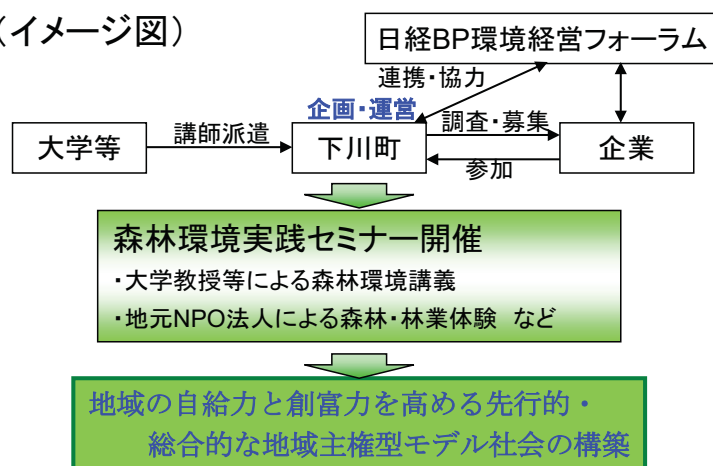 (イメージ図)
日経BP環境経営フォーラム
連携・協力
企画・運営
大学等
講師派遣
下川町
調査・募集
参加
企業
森林環境実践セミナー開催
・大学教授等による森林環境講義
・地元NPO法人による森林・林業体験 など
地域の自給力と創富力を高める先行的・
総合的な地域主権型モデル社会の構築